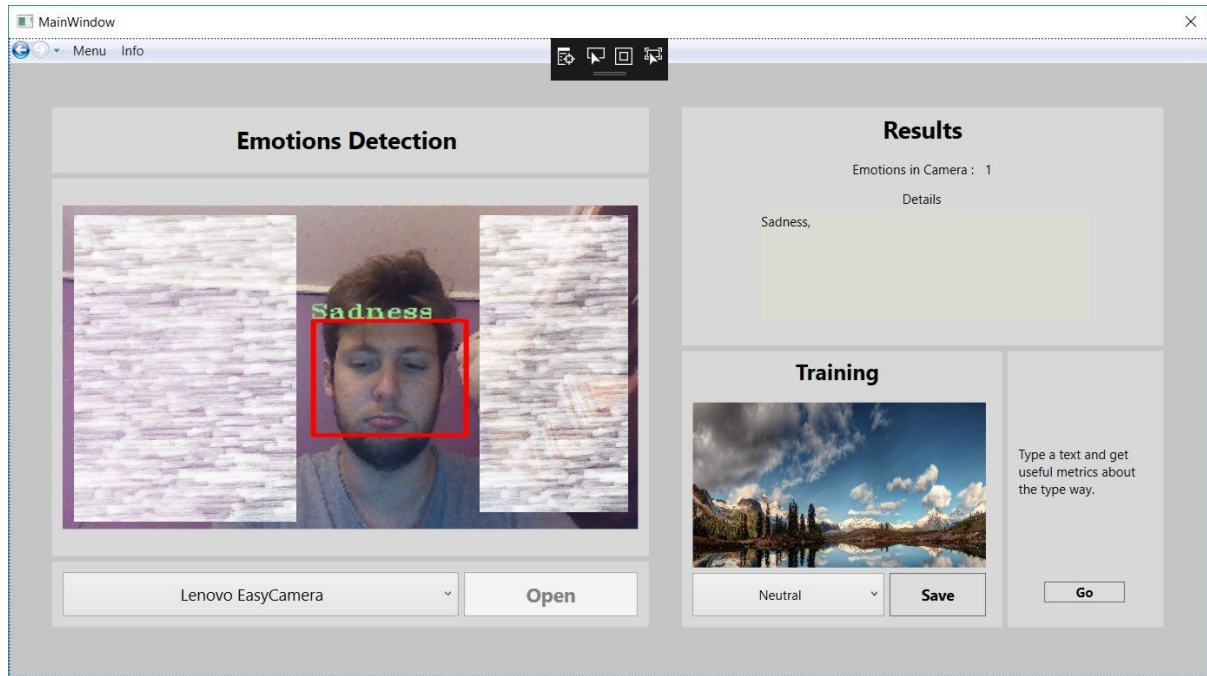 MainWindow
Menu Info
Emotions Detection
Sadness
Lenovo EasyCamera
Open
Results
Emotions in Camera : 1
Details
Sadness,
Training
Neutral
Save
Type a text and get
useful metrics about
the type way.
Go